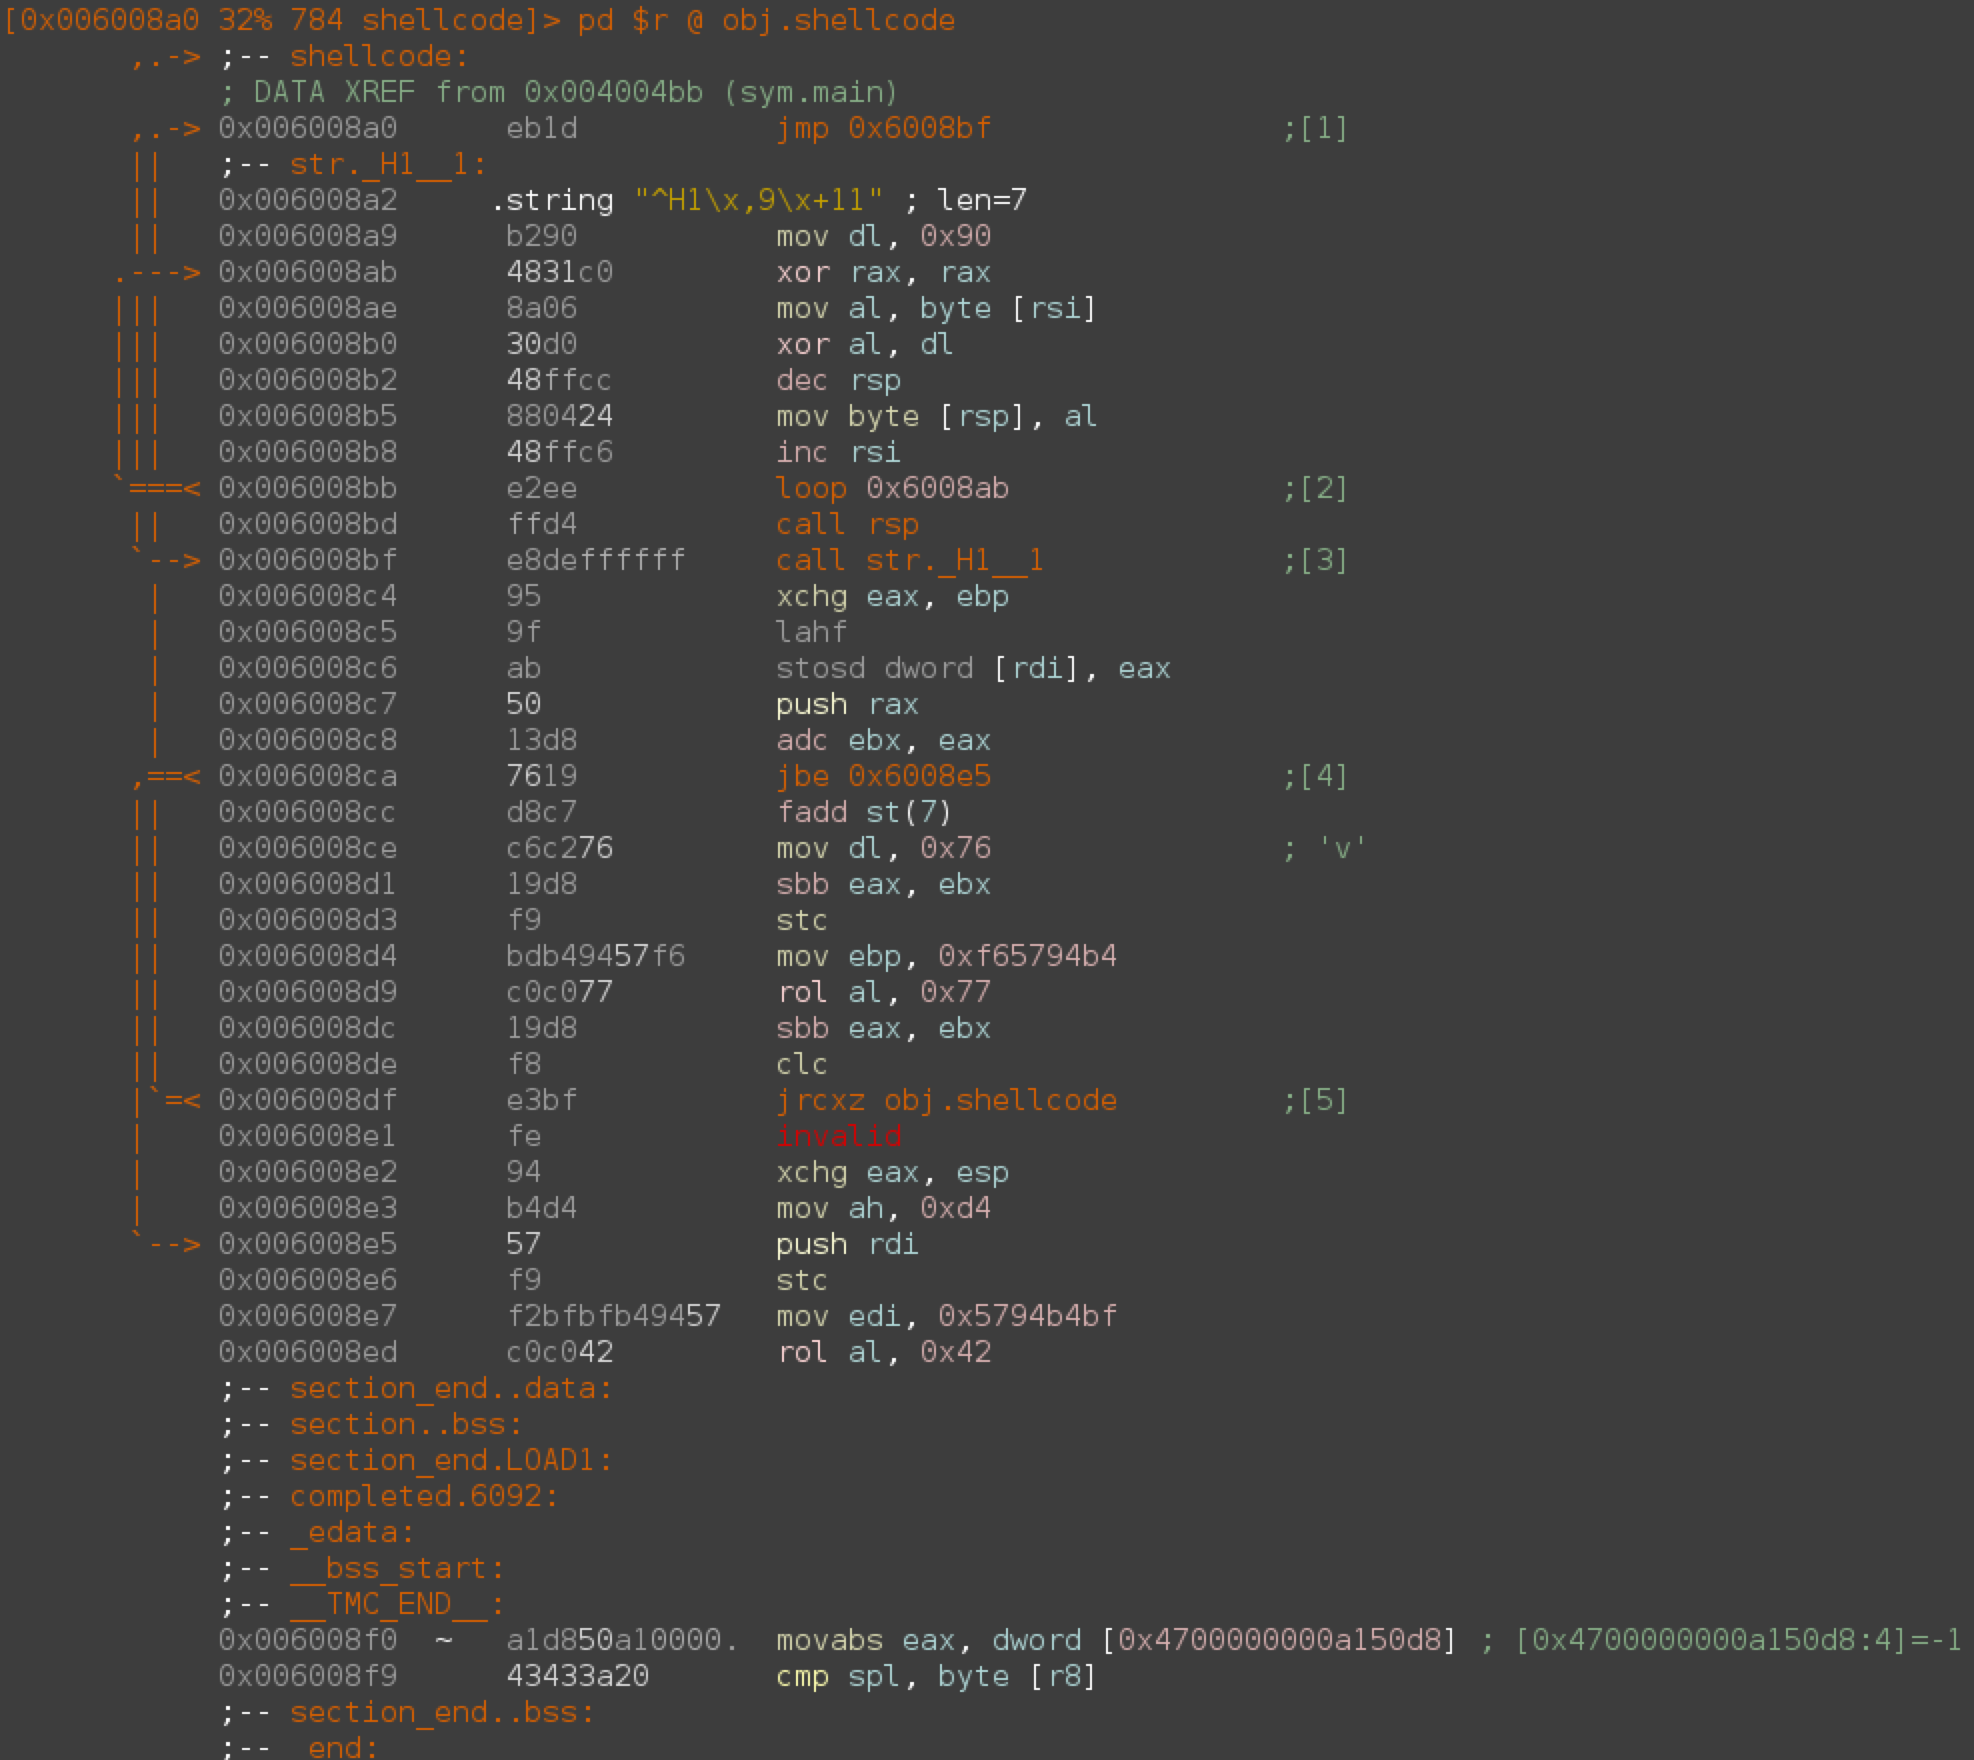 [0x006008a0 32% 784 shellcode]> pd $r @ obj.shellcode
,.-> ;-- shellcode:
; DATA XREF from 0x004004bb (sym.main)
,.-> 0x006008a0 eb1d jmp 0x6008bf ;[1]
|| ;-- str._H1__1:
|| 0x006008a2 .string "^H1\x,9\x+11" ; len=7
|| 0x006008a9 b290 mov dl, 0x90
.---> 0x006008ab 4831c0 xor rax, rax
||| 0x006008ae 8a06 mov al, byte [rsi]
||| 0x006008b0 30d0 xor al, dl
||| 0x006008b2 48ffcc dec rsp
||| 0x006008b5 880424 mov byte [rsp], al
||| 0x006008b8 48ffc6 inc rsi
`===< 0x006008bb e2ee loop 0x6008ab ;[2]
|| 0x006008bd ffd4 call rsp
`--> 0x006008bf e8deffffff call str._H1__1 ;[3]
| 0x006008c4 95 xchg eax, ebp
| 0x006008c5 9f lahf
| 0x006008c6 ab stosd dword [rdi], eax
| 0x006008c7 50 push rax
| 0x006008c8 13d8 adc ebx, eax
,==< 0x006008ca 7619 jbe 0x6008e5 ;[4]
|| 0x006008cc d8c7 fadd st(7)
|| 0x006008ce c6c276 mov dl, 0x76 ; 'v'
|| 0x006008d1 19d8 sbb eax, ebx
|| 0x006008d3 f9 stc
|| 0x006008d4 bdb49457f6 mov ebp, 0xf65794b4
|| 0x006008d9 c0c077 rol al, 0x77
|| 0x006008dc 19d8 sbb eax, ebx
|| 0x006008de f8 clc
|`=< 0x006008df e3bf jrcxz obj.shellcode ;[5]
| 0x006008e1 fe invalid
| 0x006008e2 94 xchg eax, esp
| 0x006008e3 b4d4 mov ah, 0xd4
`--> 0x006008e5 57 push rdi
0x006008e6 f9 stc
0x006008e7 f2bfbfb49457 mov edi, 0x5794b4bf
0x006008ed c0c042 rol al, 0x42
;-- section_end..data:
;-- section..bss:
;-- section_end.LOAD1:
;-- completed.6092:
;-- _edata:
;-- __bss_start:
;-- __TMC_END__:
0x006008f0 ~ a1d850a10000. movabs eax, dword [0x4700000000a150d8] ; [0x4700000000a150d8:4]=-1
0x006008f9 43433a20 cmp spl, byte [r8]
;-- section_end..bss:
;-- _end: